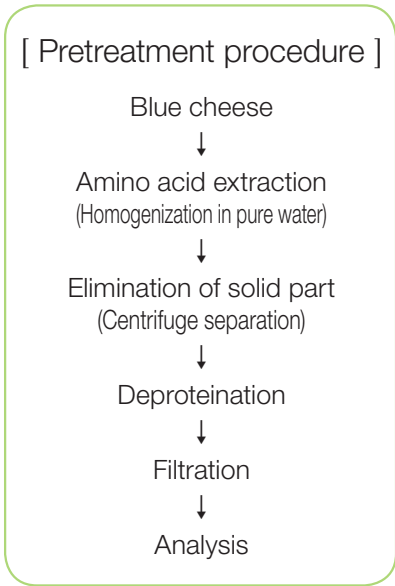 [ Pretreatment procedure ]
Blue cheese
↓
Amino acid extraction
(Homogenization in pure water)
↓
Elimination of solid part
(Centrifuge separation)
↓
Deproteination
↓
Filtration
↓
Analysis